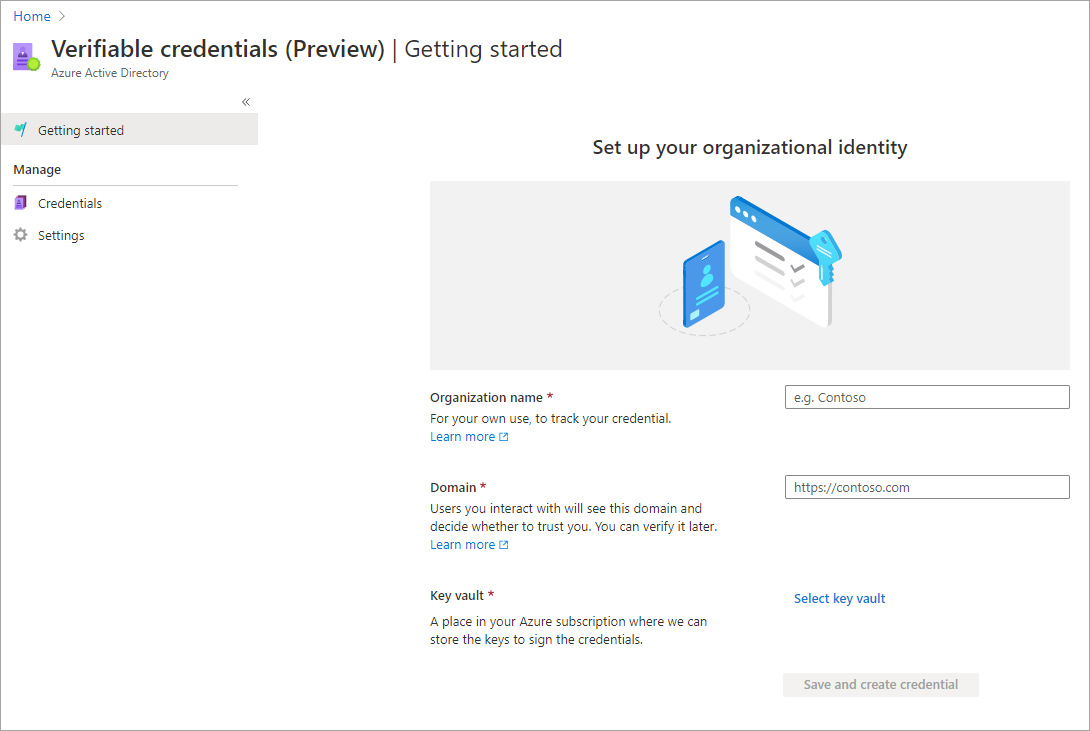 Home
Verifiable credentials (Preview) | Getting started
Azure Active Directory
«
Getting started
Manage
Credentials
Settings
Set up your organizational identity
Organization name *
e.g. Contoso
For your own use, to track your credential.
Learn more
Domain *
https://contoso.com
Users you interact with will see this domain and
decide whether to trust you. You can verify it later.
Learn more
Key vault *
Select key vault
A place in your Azure subscription where we can
store the keys to sign the credentials.
Save and create credential